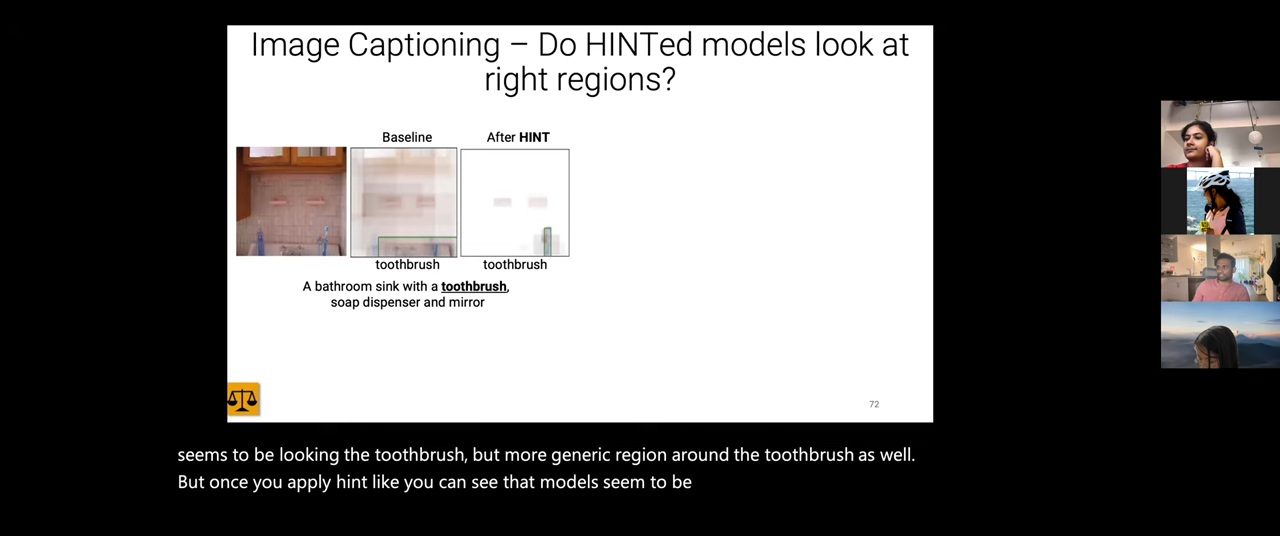 Image Captioning – Do HINTed models look at
right regions?
Baseline
After HINT
toothbrush
toothbrush
A bathroom sink with a toothbrush,
soap dispenser and mirror
72
seems to be looking the toothbrush, but more generic region around the toothbrush as well.
But once you apply hint like you can see that models seem to be